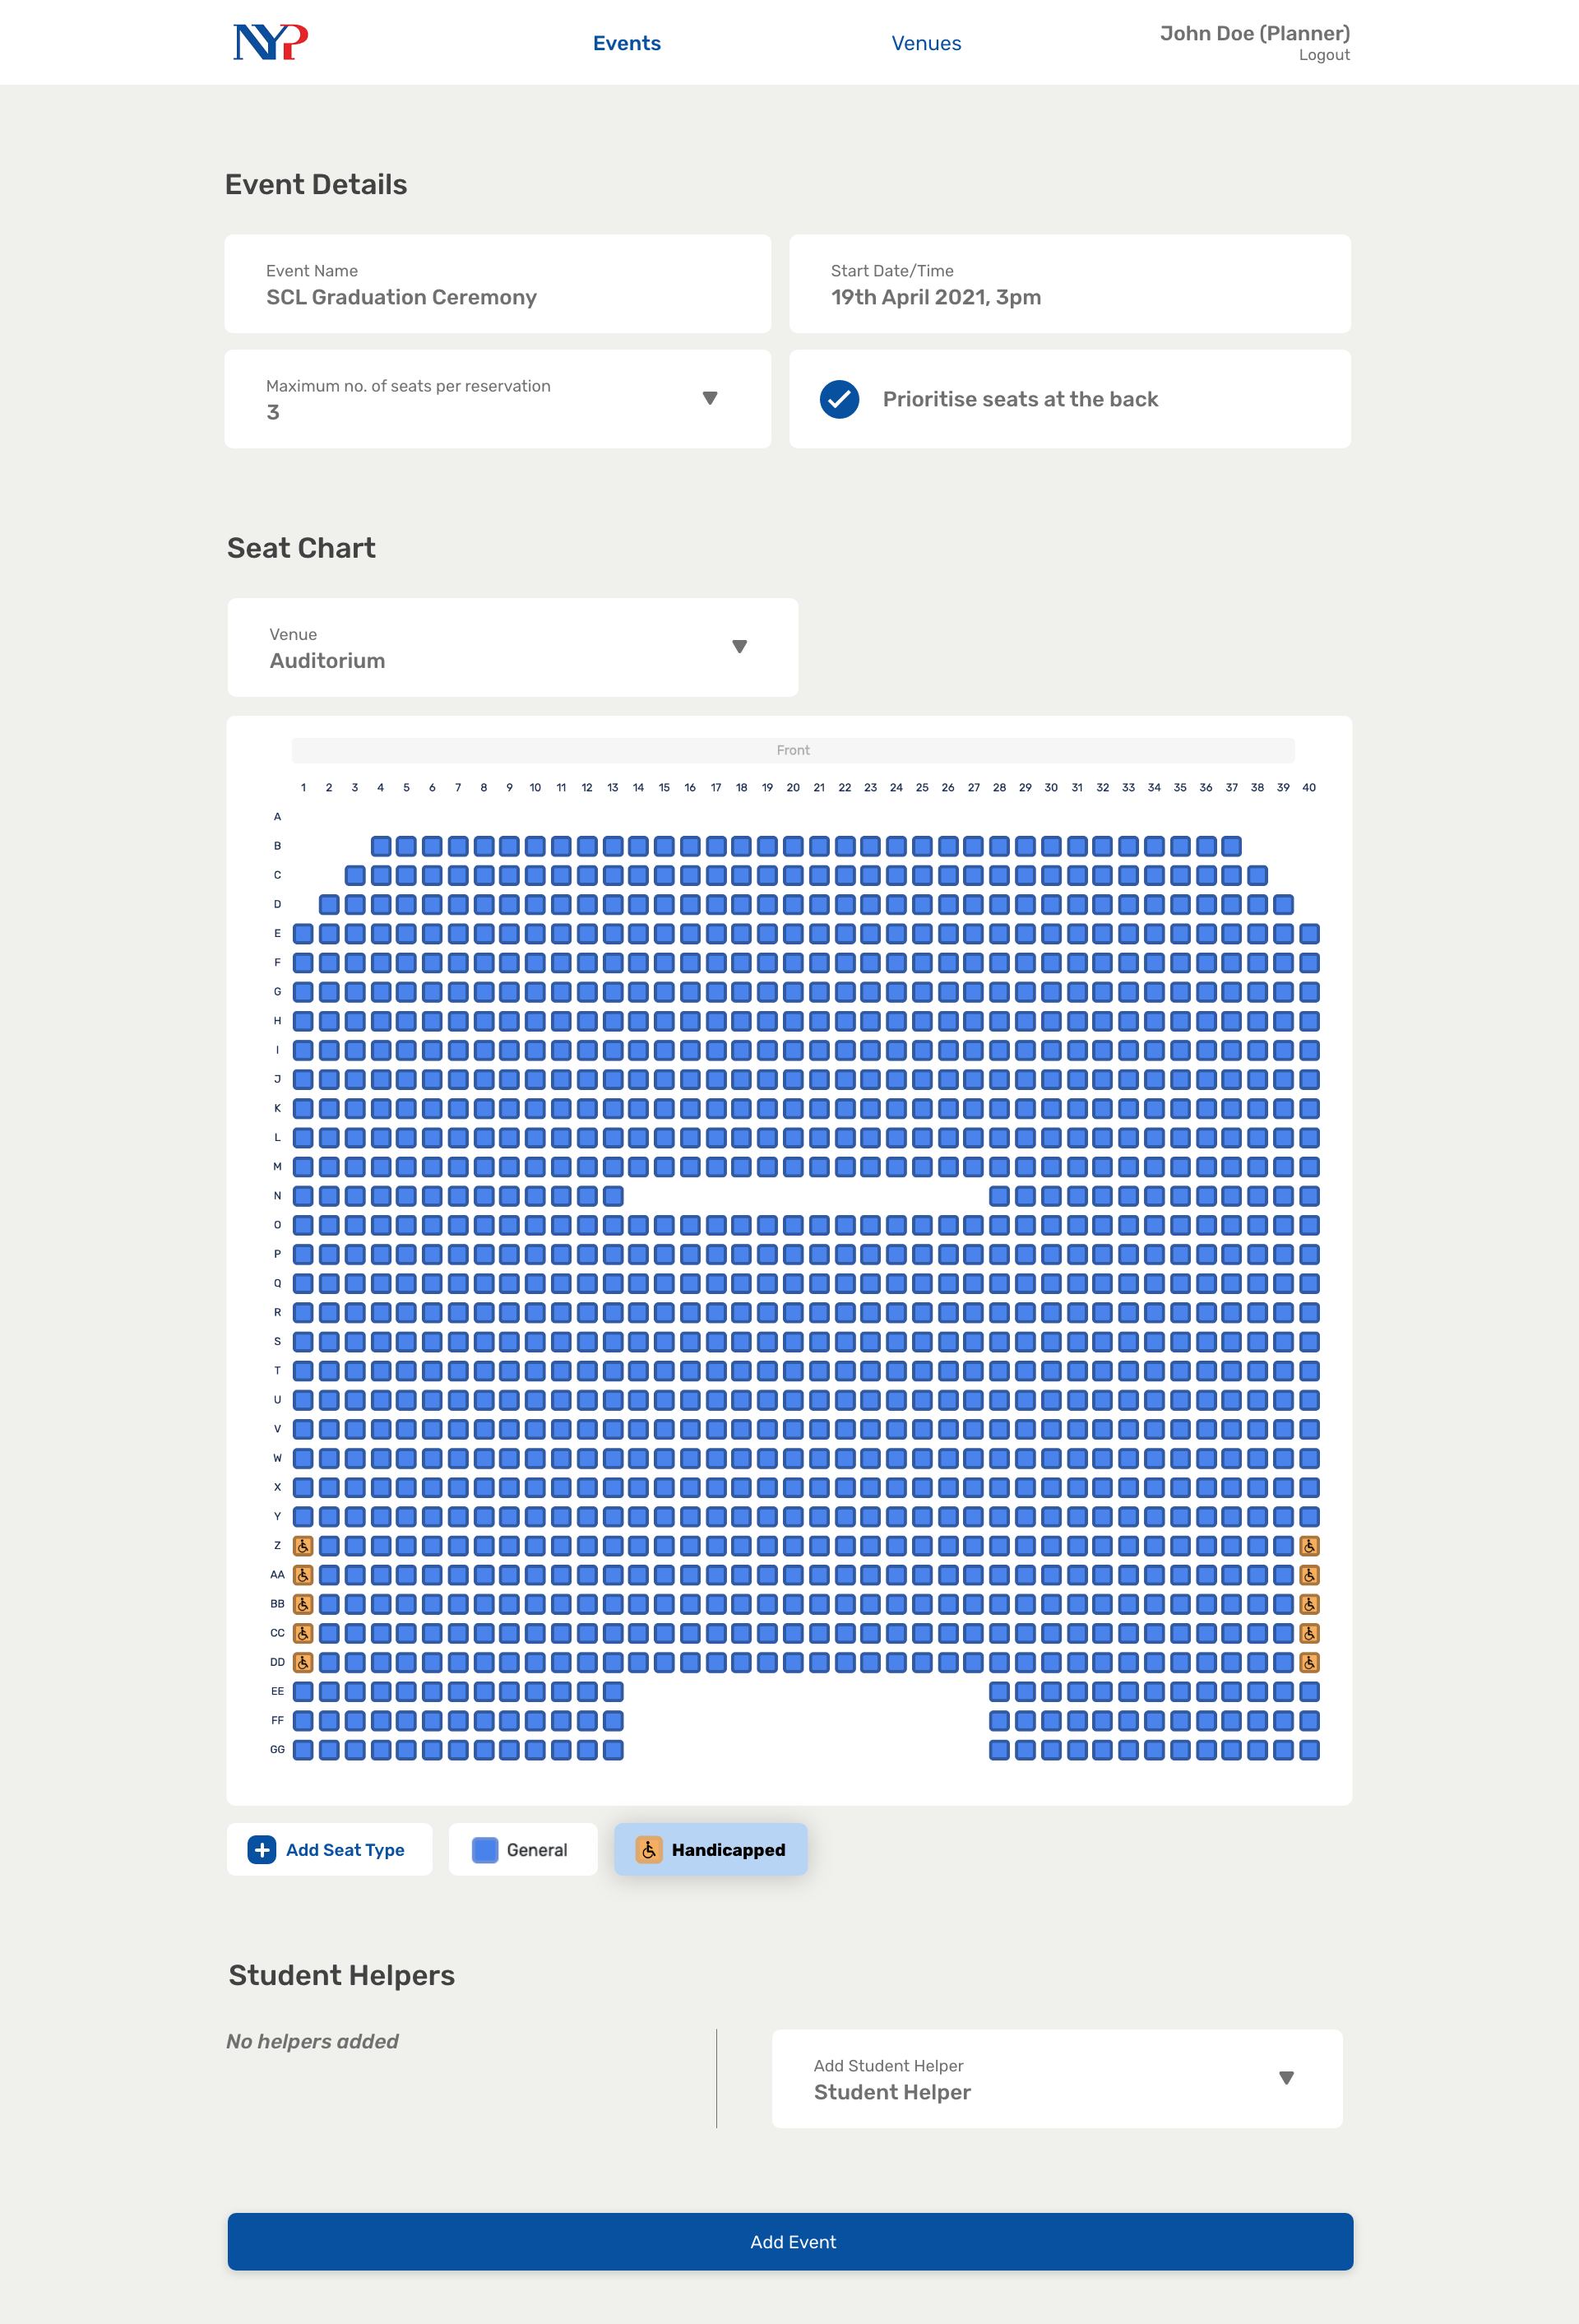 NYP
Events
Venues
John Doe (Planner)
Logout
Event Details
Event Name
SCL Graduation Ceremony
Start Date/Time
19th April 2021, 3pm
Maximum no. of seats per reservation
3
Prioritise seats at the back
Seat Chart
Venue
Auditorium
Front
1 2 3 4 5 6 7 8 9 10 11 12 13 14 15 16 17 18 19 20 21 22 23 24 25 26 27 28 29 30 31 32 33 34 35 36 37 38 39 40
A
B
C
D
E
F
G
H
I
J
K
L
M
N
O
P
Q
R
S
T
U
V
W
X
Y
Z
AA
BB
CC
DD
EE
FF
GG
Add Seat Type
General
Handicapped
Student Helpers
No helpers added
Add Student Helper
Student Helper
Add Event